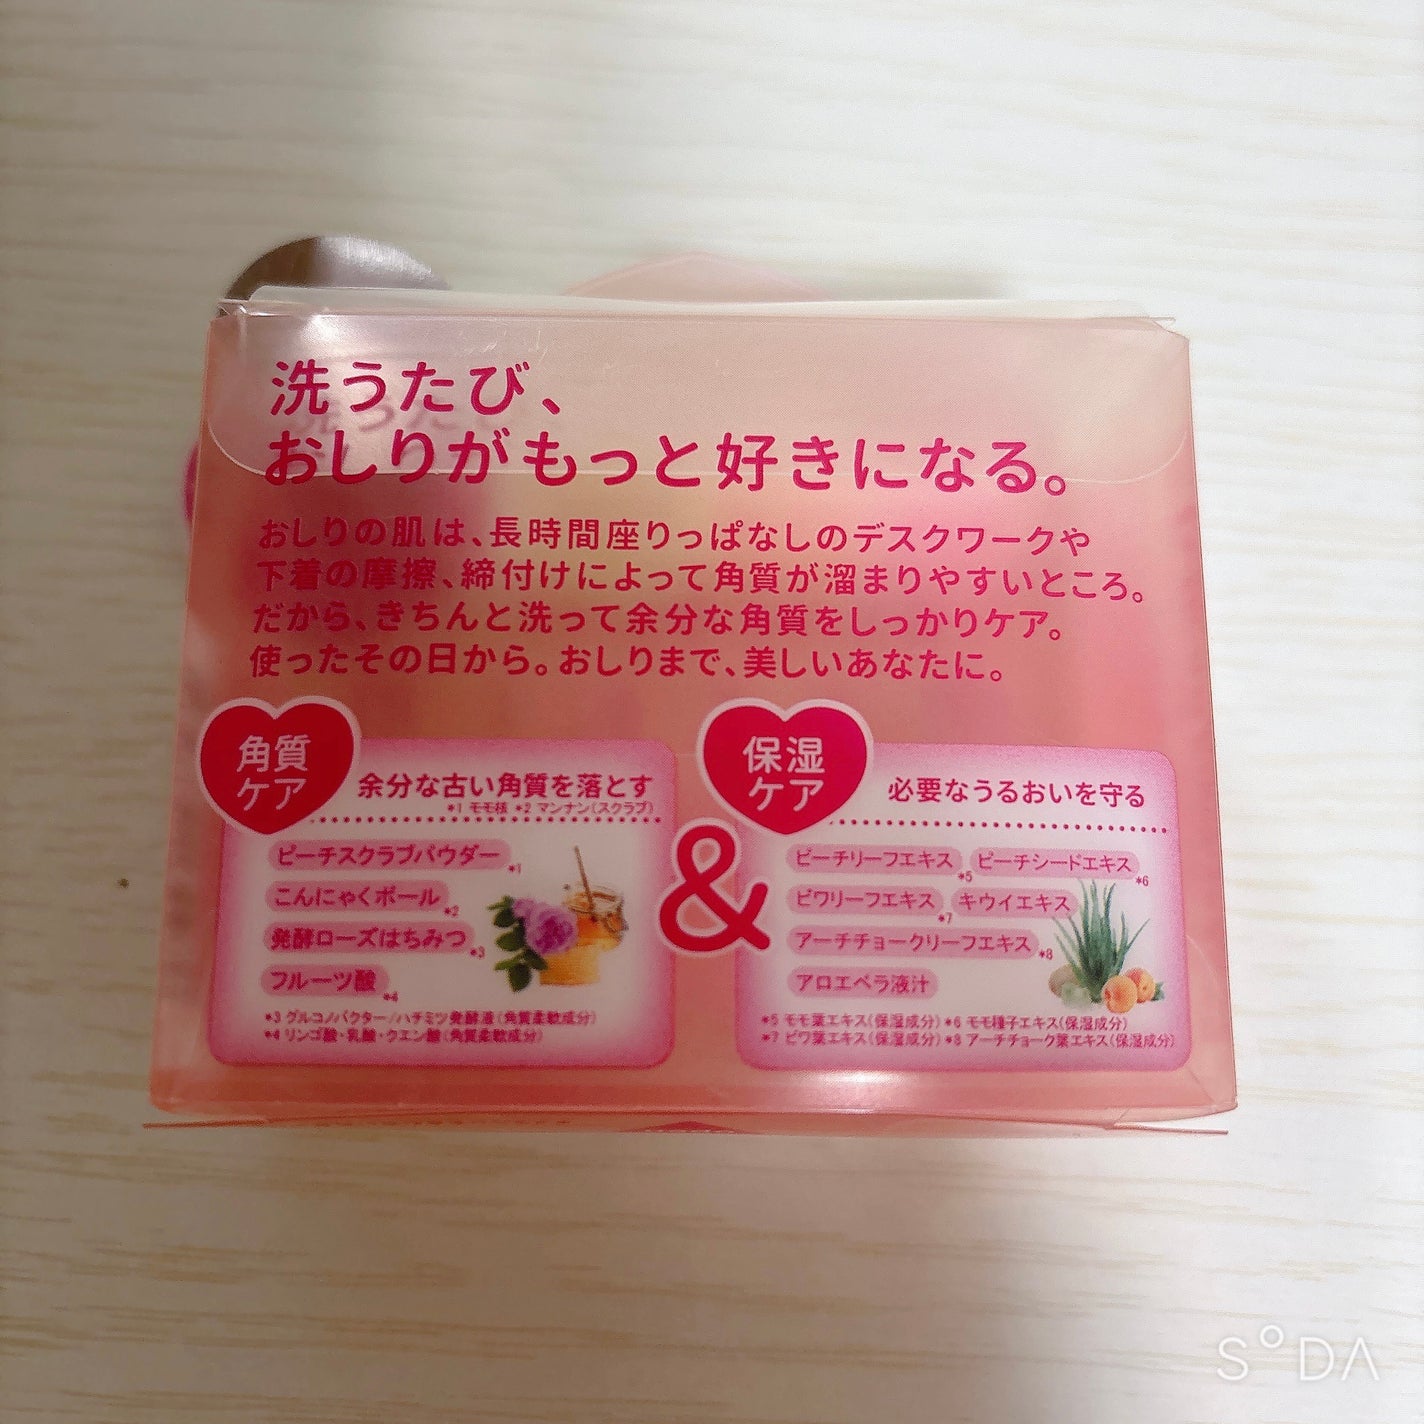 洗うたび、
おしりがもっと好きになる。
おしりの肌は、長時間座りっぱなしのデスクワークや
下着の摩擦、締付けによって角質が溜まりやすいところ。
だから、きちんと洗って余分な角質をしっかりケア。
使ったその日から。おしりまで、美しいあなたに。
角質
ケア
余分な古い角質を落とす
*1 モモ核 *2 マンナン(スクラブ)
ピーチスクラブパウダー*1
こんにゃくボール*2
発酵ローズはちみつ*3
フルーツ酸*4
*3 グルコノバクター/ハチミツ発酵液(角質柔軟成分)
*4 リンゴ酸・乳酸・クエン酸(角質柔軟成分)
&
保湿
ケア
必要なうるおいを守る
ピーチリーフエキス*5 ピーチシードエキス*6
ビワリーフエキス*7 キウイエキス
アーチチョークリーフエキス*8
アロエベラ液汁
*5 モモ葉エキス(保湿成分) *6 モモ種子エキス(保湿成分)
*7 ビワ葉エキス(保湿成分) *8 アーチチョーク葉エキス(保湿成分)
SODA